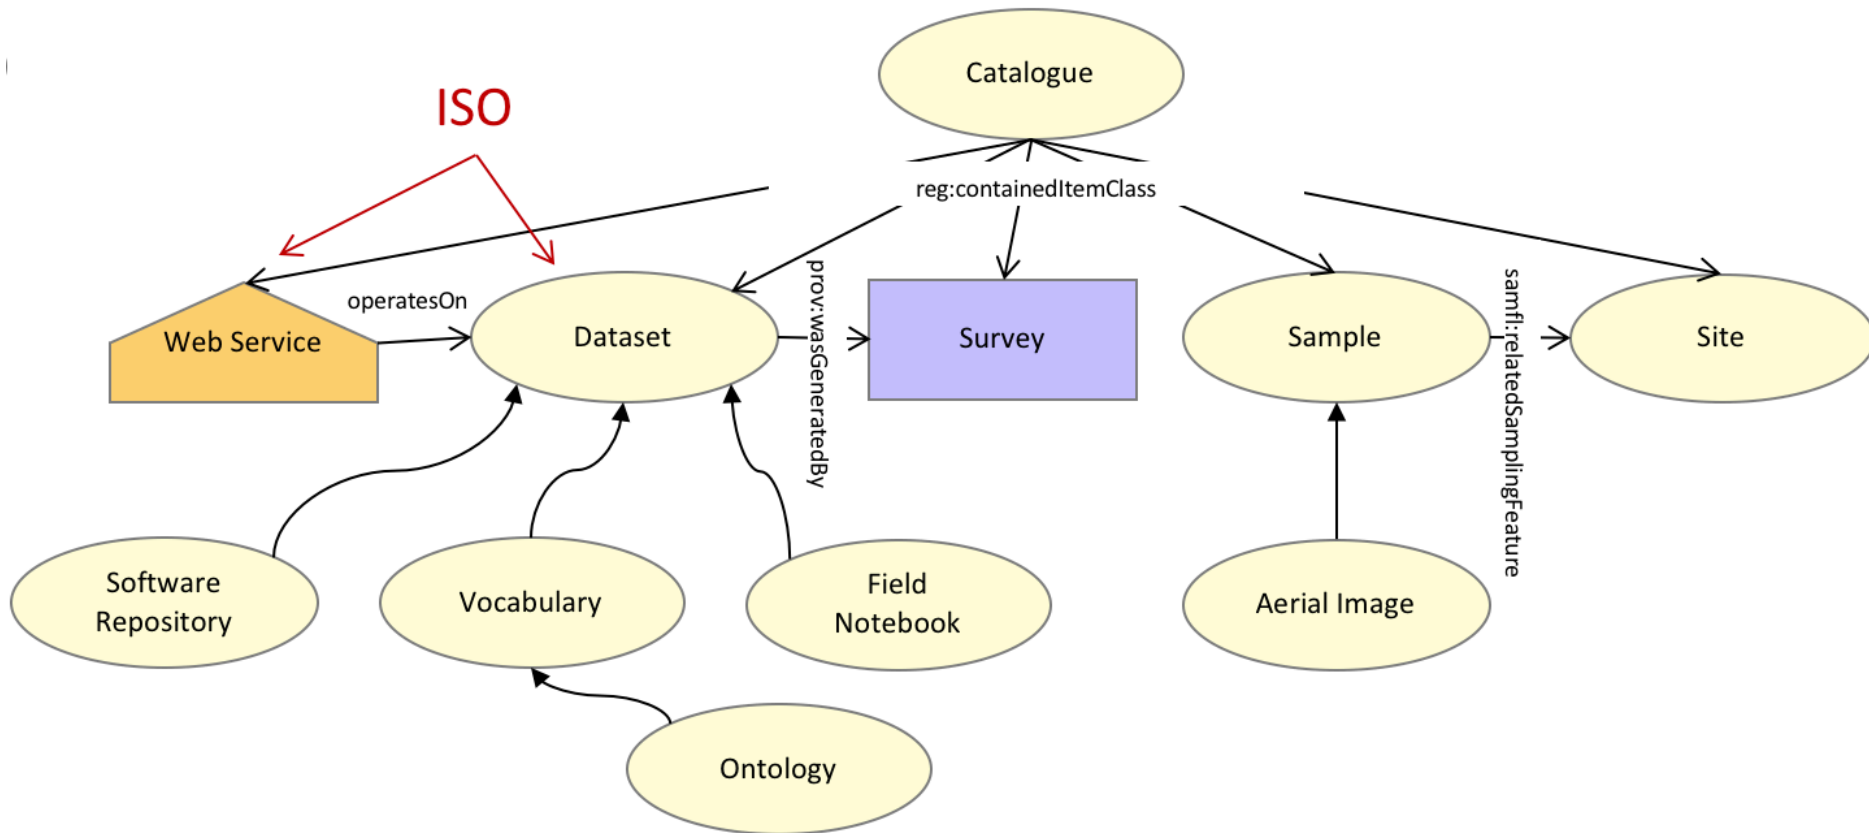 Catalogue
ISO
reg:containedItemClass
operatesOn
Web Service
Dataset
prov:wasGeneratedBy
Survey
Sample
samfl:relatedSamplingFeature
Site
Software
Repository
Vocabulary
Field
Notebook
Aerial Image
Ontology